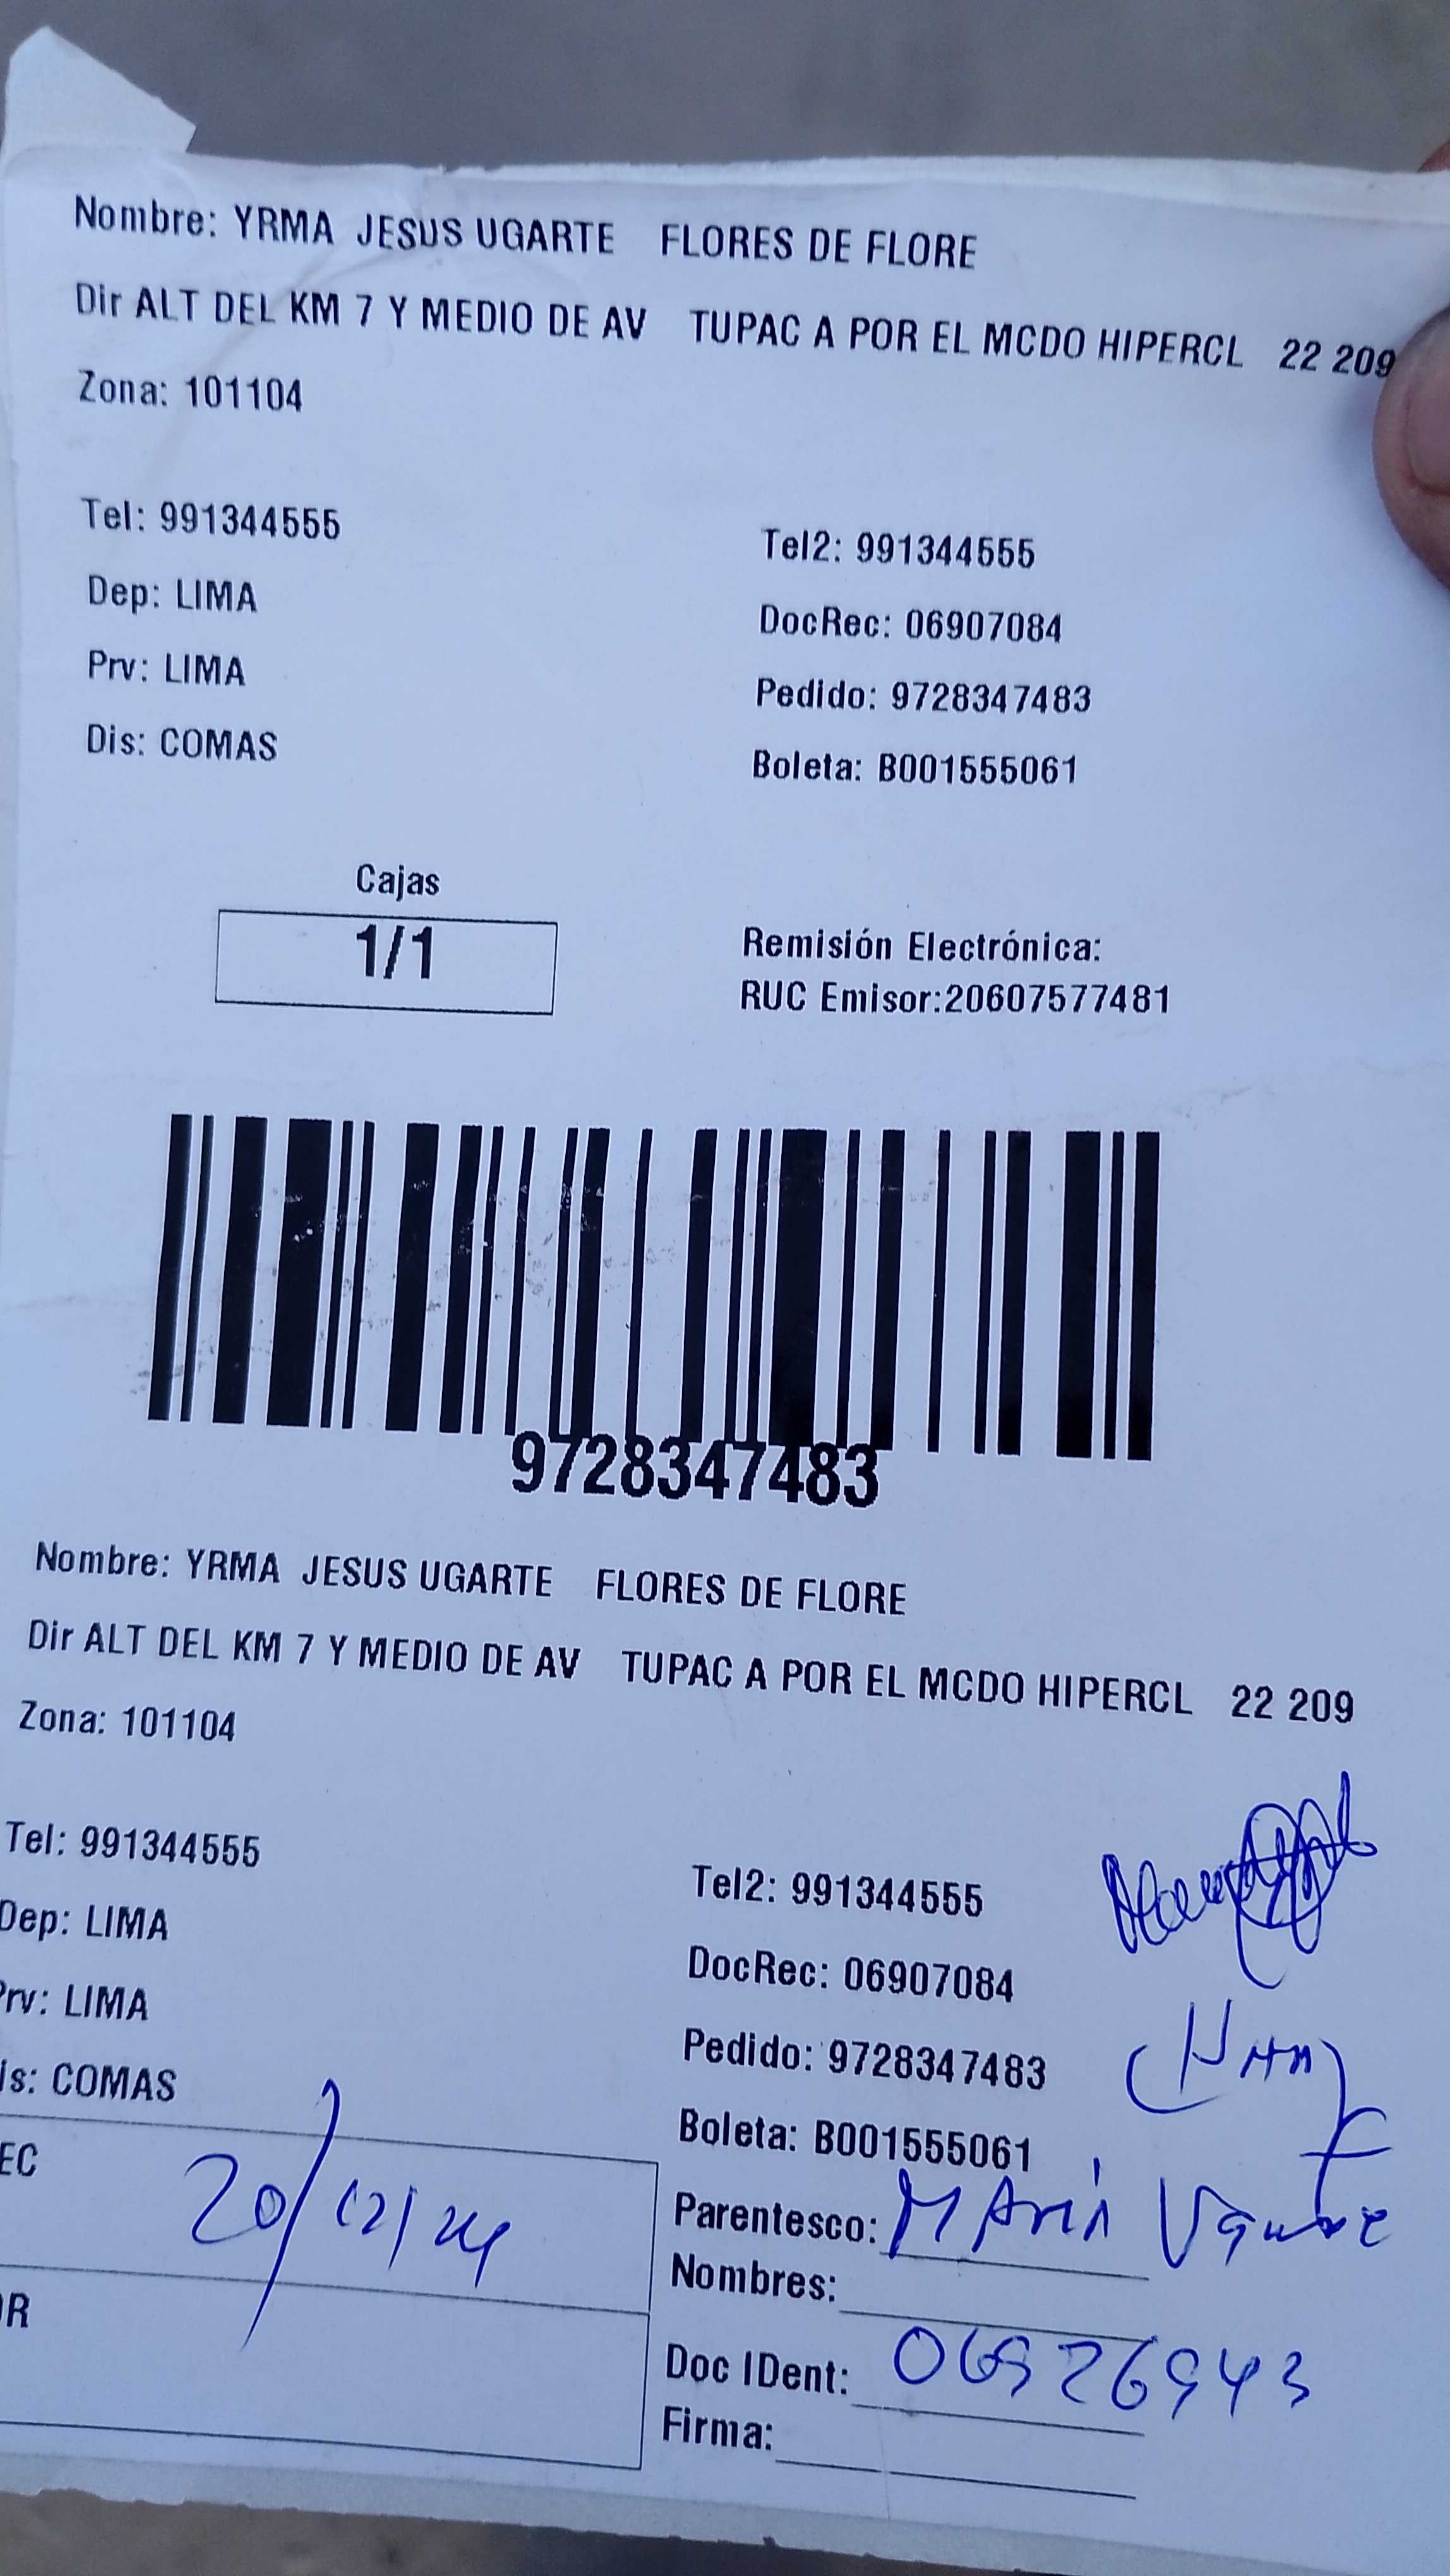 Nombre: YRMA JESUS UGARTE FLORES DE FLORE
Dir ALT DEL KM 7 Y MEDIO DE AV TUPAC A POR EL MCDO HIPERCL 22 209
Zona: 101104
Tel: 991344555
Tel2: 991344555
Dep: LIMA
DocRec: 06907084
Prv: LIMA
Pedido: 9728347483
Dis: COMAS
Boleta: B001555061
Cajas
1/1
Remisión Electrónica:
RUC Emisor:20607577481
9728347483
Nombre: YRMA JESUS UGARTE FLORES DE FLORE
Dir ALT DEL KM 7 Y MEDIO DE AV TUPAC A POR EL MCDO HIPERCL 22 209
Zona: 101104
Tel: 991344555
Tel2: 991344555
Dep: LIMA
DocRec: 06907084
Prv: LIMA
Pedido: 9728347483
is: COMAS
Boleta: B001555061
EC
20/12/24
Parentesco: MAria
Nombres:
OR
Doc IDent:
Firma: